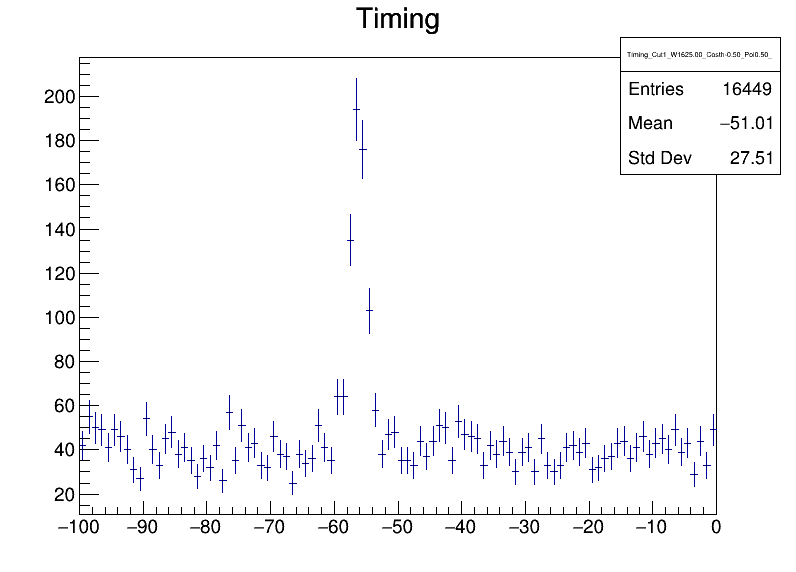 Timing
Timing_Cut1_W1625.00_Costh-0.50_Pol0.50_
Entries 16449
Mean −51.01
Std Dev 27.51
200
180
160
140
120
100
80
60
40
20
−100 −90 −80 −70 −60 −50 −40 −30 −20 −10 0